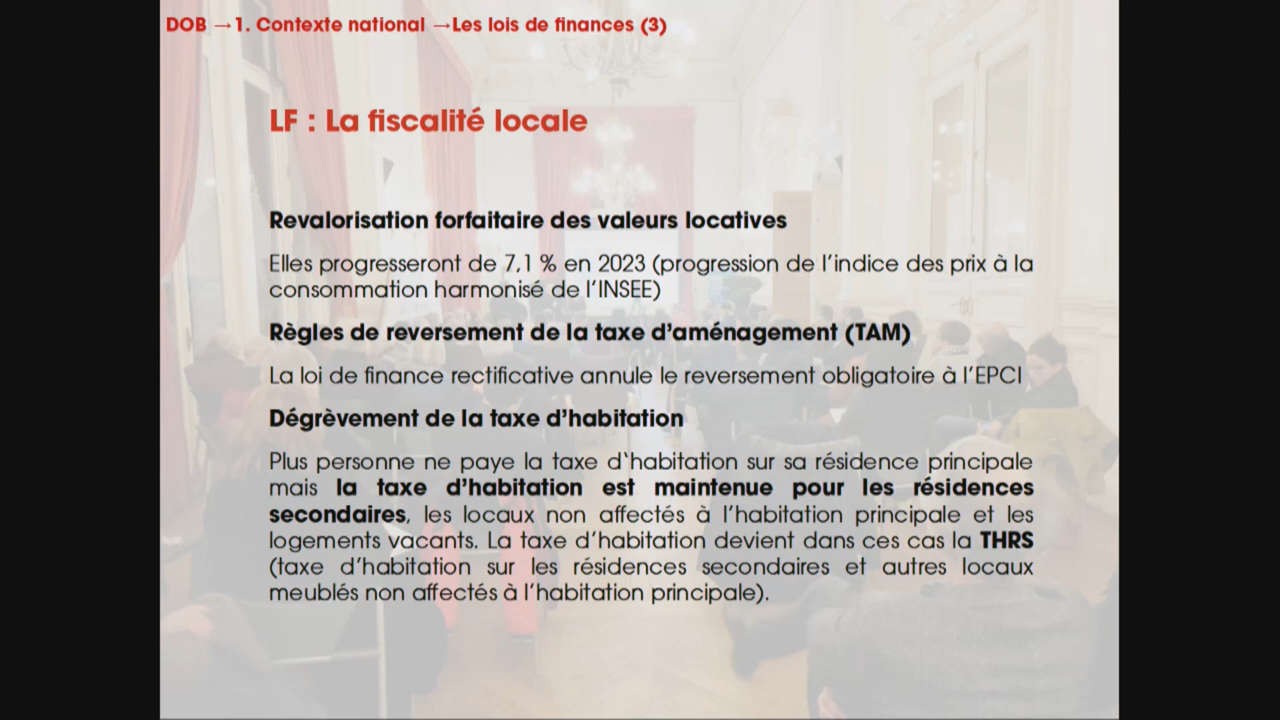 DOB →1. Contexte national →Les lois de finances (3)
LF : La fiscalité locale
Revalorisation forfaitaire des valeurs locatives
Elles progresseront de 7,1 % en 2023 (progression de l'indice des prix à la
consommation harmonisé de l'INSEE)
Règles de reversement de la taxe d'aménagement (TAM)
La loi de finance rectificative annule le reversement obligatoire à l'EPCI
Dégrèvement de la taxe d'habitation
Plus personne ne paye la taxe d‛habitation sur sa résidence principale
mais la taxe d'habitation est maintenue pour les résidences
secondaires, les locaux non affectés à l'habitation principale et les
logements vacants. La taxe d'habitation devient dans ces cas la THRS
(taxe d'habitation sur les résidences secondaires et autres locaux
meublés non affectés à l'habitation principale).